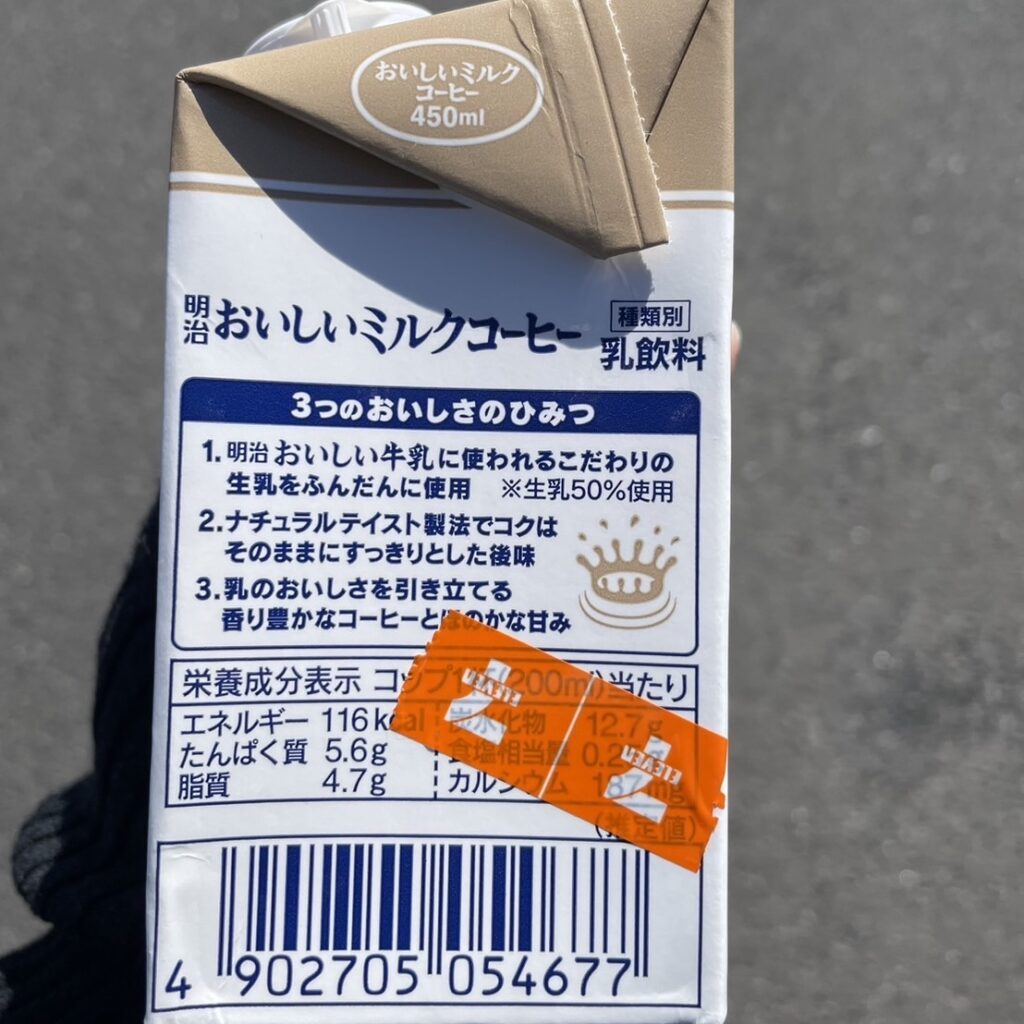 おいしいミルク
コーヒー
450ml
明治おいしいミルクコーヒー
種類別
乳飲料
3つのおいしさのひみつ
1.明治おいしい牛乳に使われるこだわりの
生乳をふんだんに使用 ※生乳50%使用
2.ナチュラルテイスト製法でコクは
そのままにすっきりとした後味
3.乳のおいしさを引き立てる
香り豊かなコーヒーとほのかな甘み
栄養成分表示 コップ1杯(200ml)当たり
エネルギー 116kcal 炭水化物 12.7g
たんぱく質 5.6g 食塩相当量
脂質 4.7g カルシウム 187mg
(推定値)
7 ELEVEN
7 ELEVEN
4 902705 054677